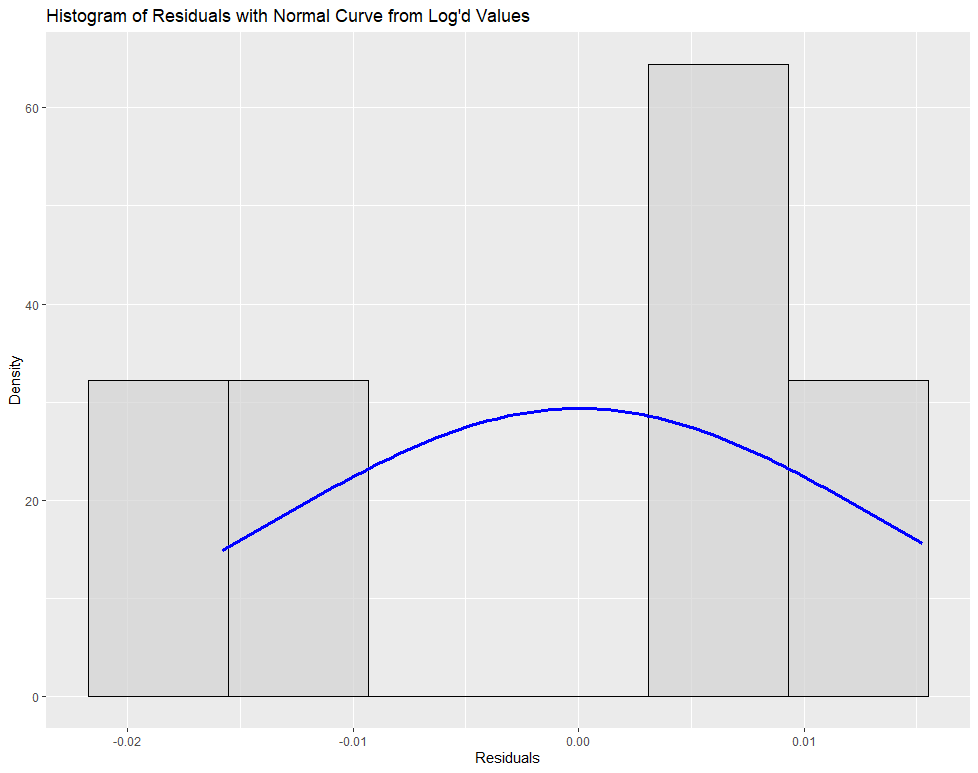 Histogram of Residuals with Normal Curve from Log'd Values
60
40
20
0
Density
-0.02
-0.01
0.00
0.01
Residuals